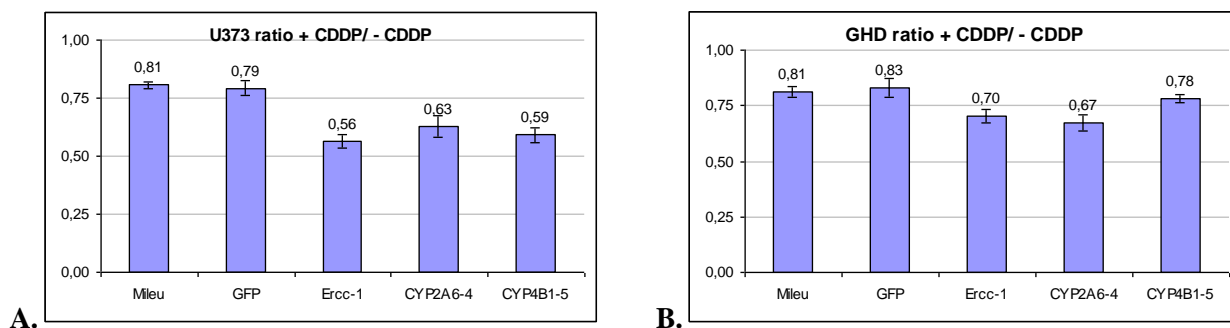 A.
U373 ratio + CDDP/ - CDDP
1,00
0,75
0,50
0,25
0,00
0,81
0,79
0,56
0,63
0,59
Mileu
GFP
Ercc-1
CYP2A6-4
CYP4B1-5
B.
GHD ratio + CDDP/ - CDDP
1,00
0,75
0,50
0,25
0,00
0,81
0,83
0,70
0,67
0,78
Mileu
GFP
Ercc-1
CYP2A6-4
CYP4B1-5